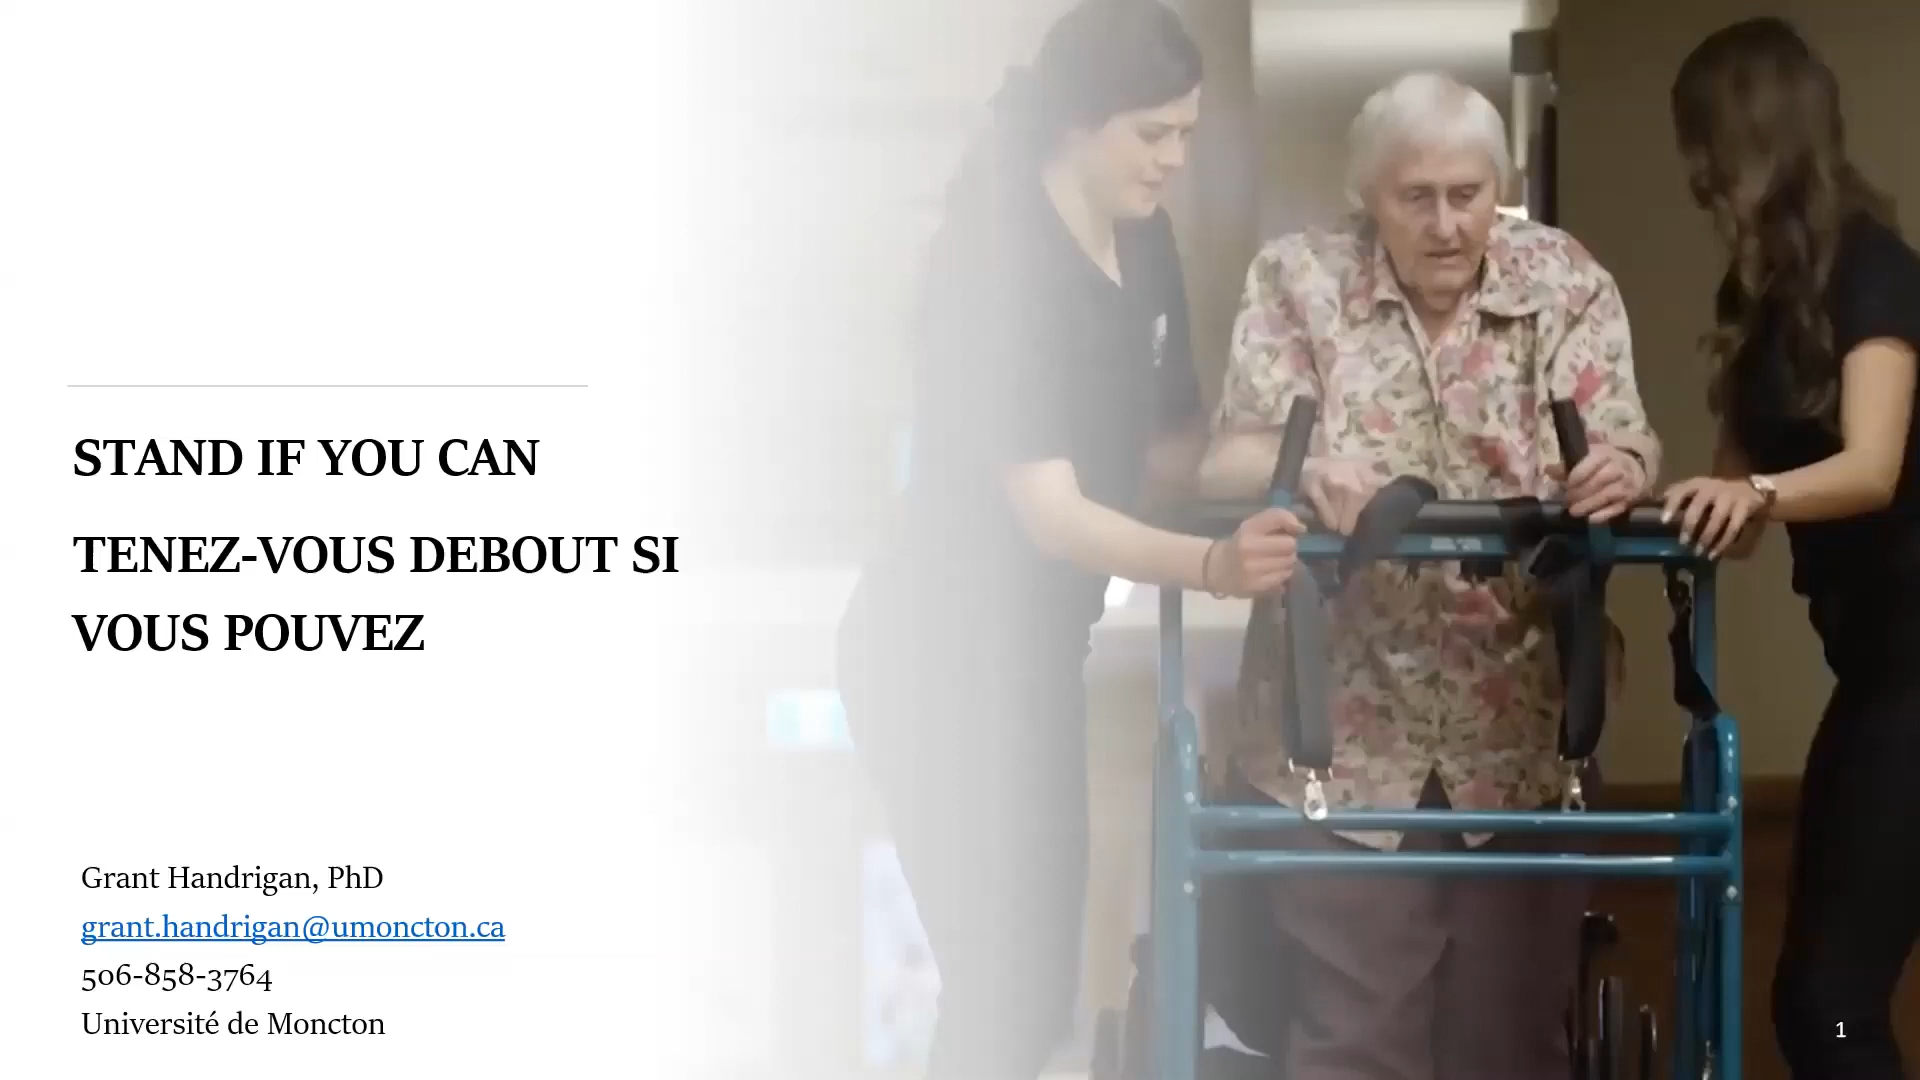 STAND IF YOU CAN
TENEZ-VOUS DEBOUT SI
VOUS POUVEZ
Grant Handrigan, PhD
grant.handrigan@umoncton.ca
506-858-3764
Université de Moncton
1